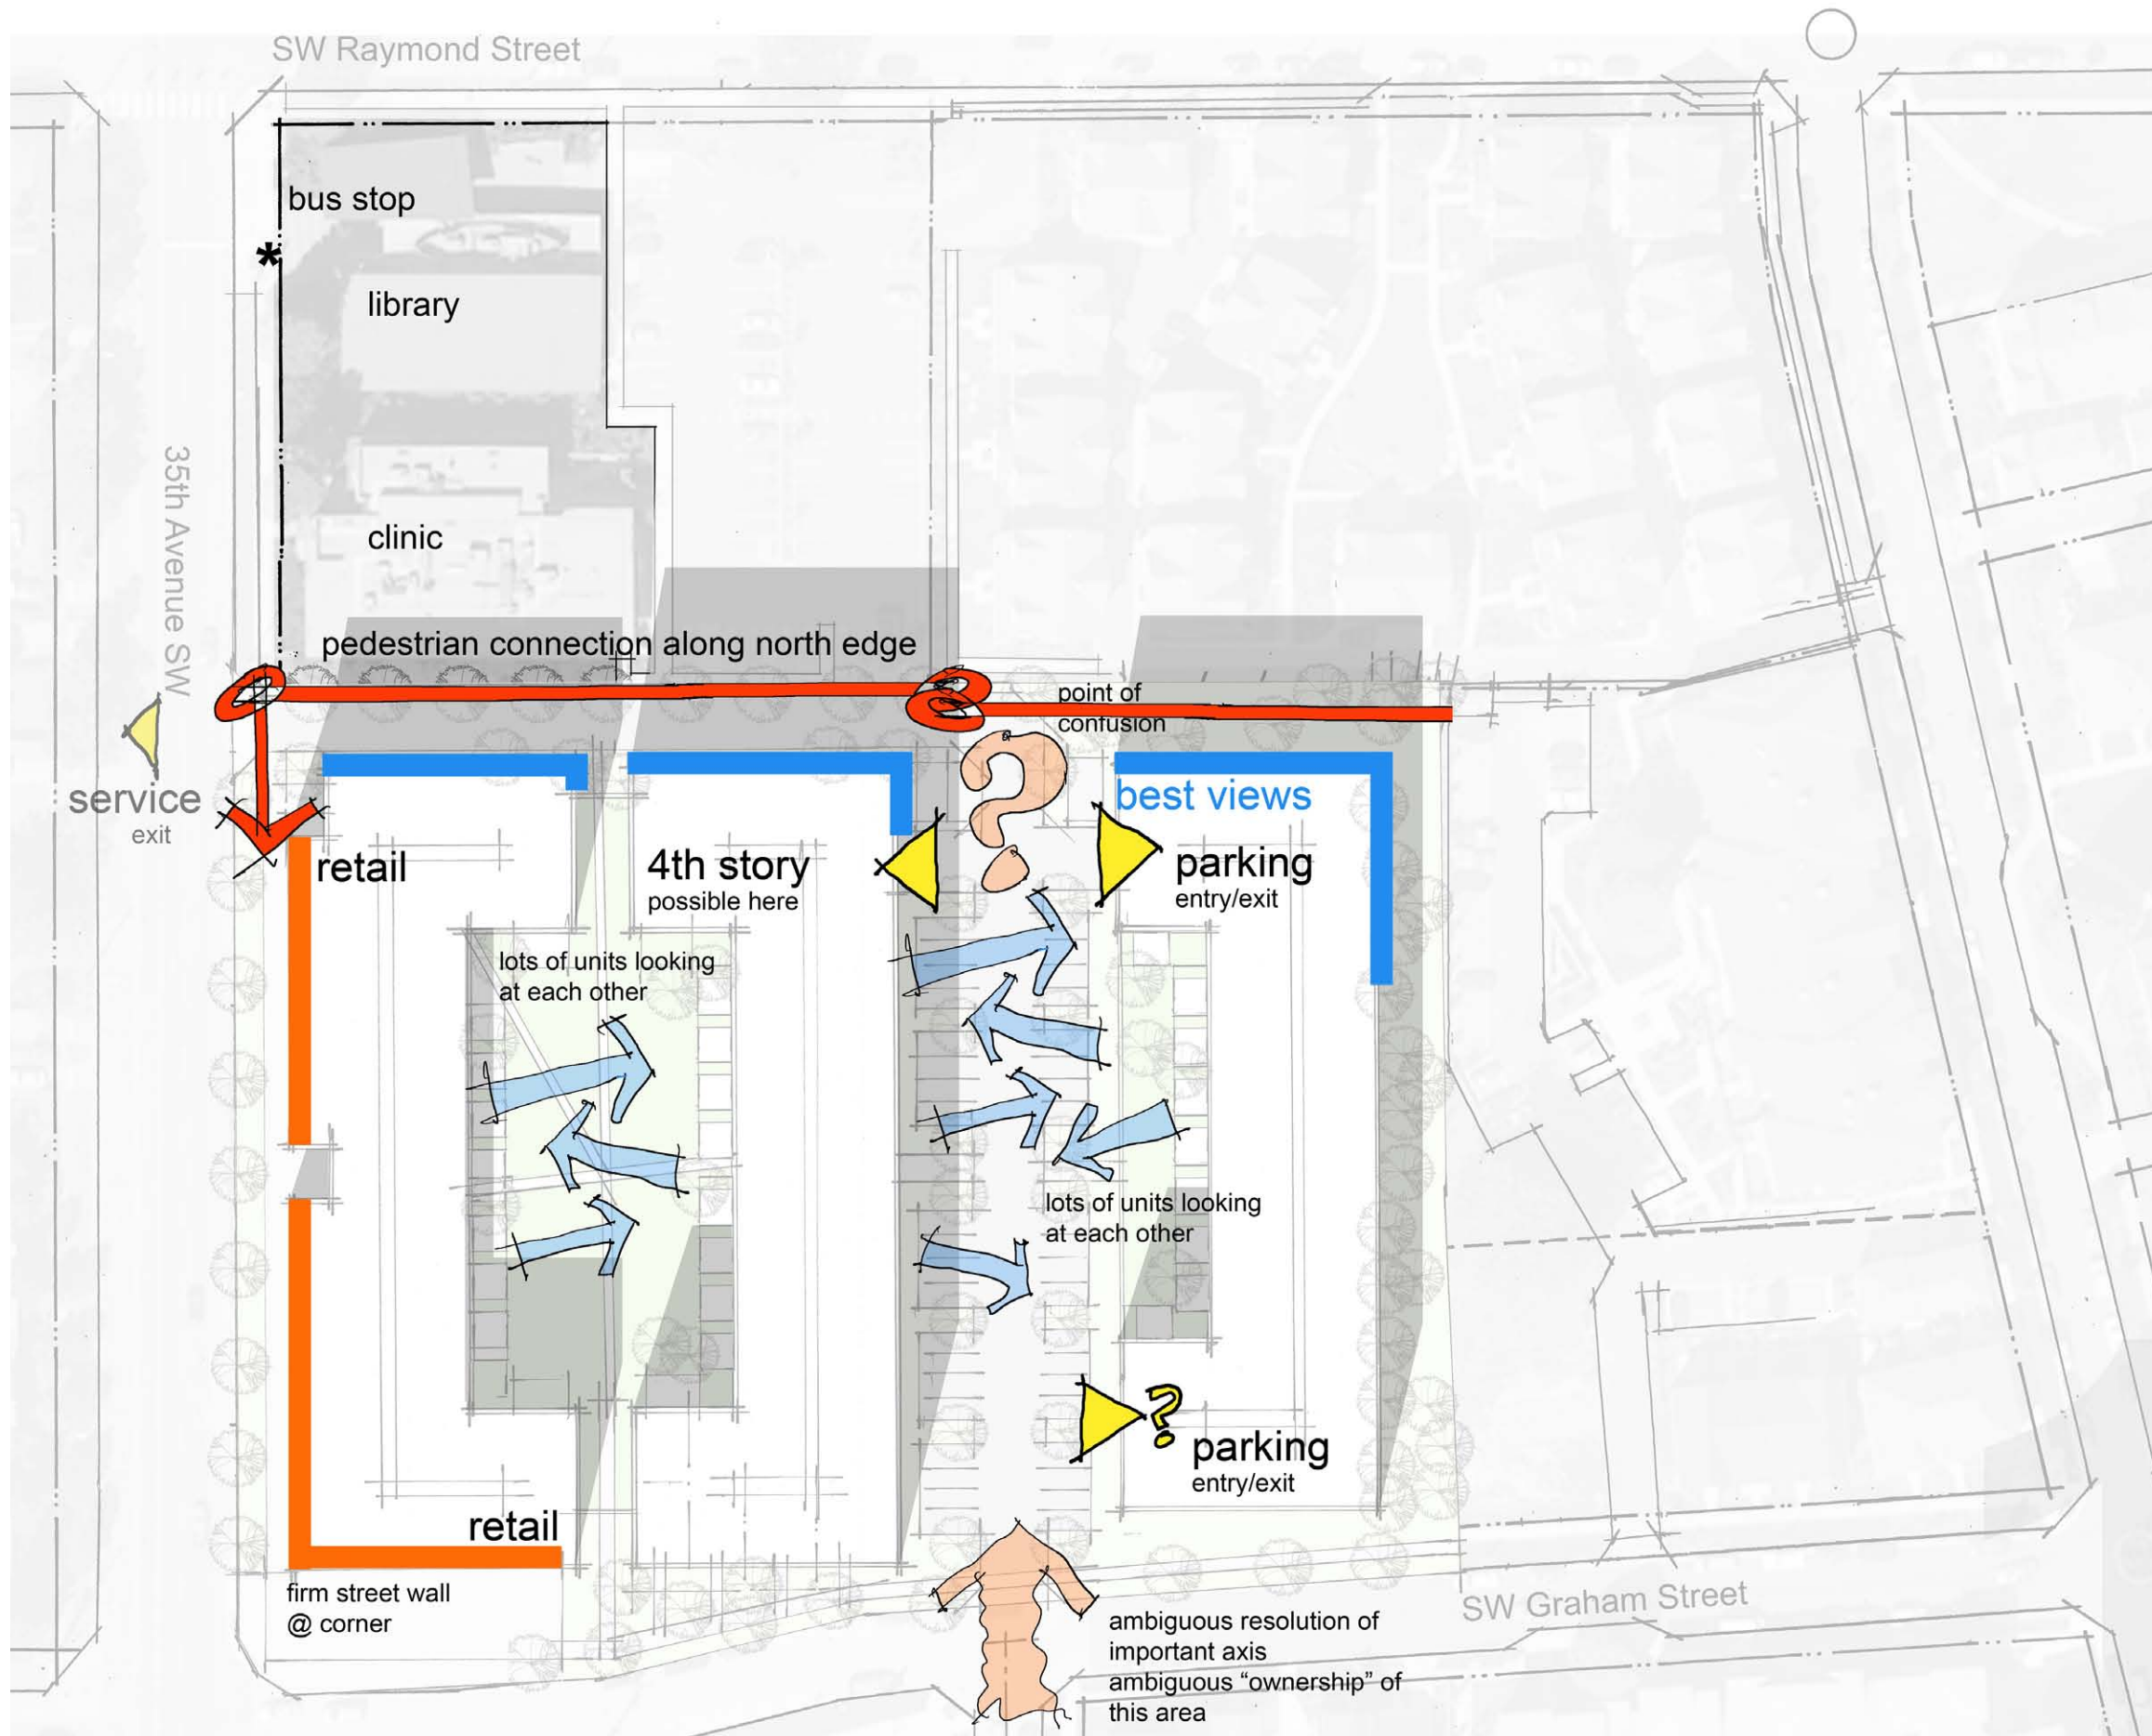 SW Raymond Street
bus stop
*
library
35th Avenue SW
clinic
pedestrian connection along north edge
point of
confusion
service
exit
best views
retail
4th story
possible here
?
parking
entry/exit
lots of units looking
at each other
lots of units looking
at each other
?
parking
entry/exit
retail
firm street wall
@ corner
SW Graham Street
ambiguous resolution of
important axis
ambiguous “ownership” of
this area